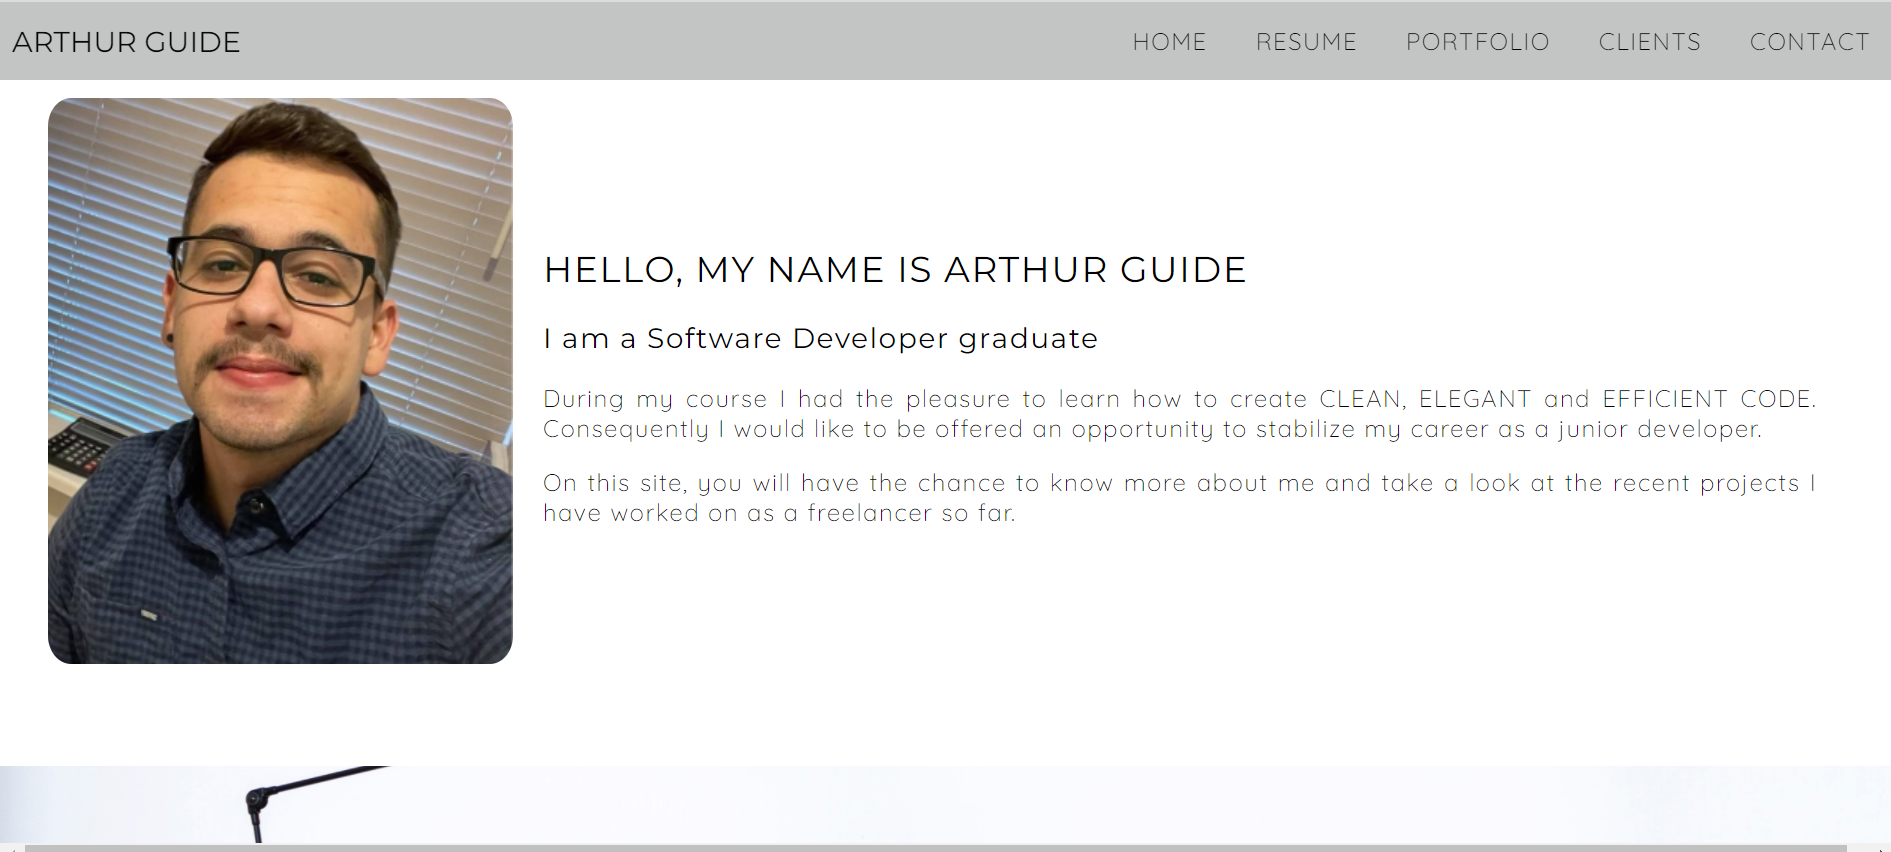 ARTHUR GUIDE
HOME RESUME PORTFOLIO CLIENTS CONTACT
HELLO, MY NAME IS ARTHUR GUIDE
I am a Software Developer graduate
During my course I had the pleasure to learn how to create CLEAN, ELEGANT and EFFICIENT CODE.
Consequently I would like to be offered an opportunity to stabilize my career as a junior developer.
On this site, you will have the chance to know more about me and take a look at the recent projects I
have worked on as a freelancer so far.